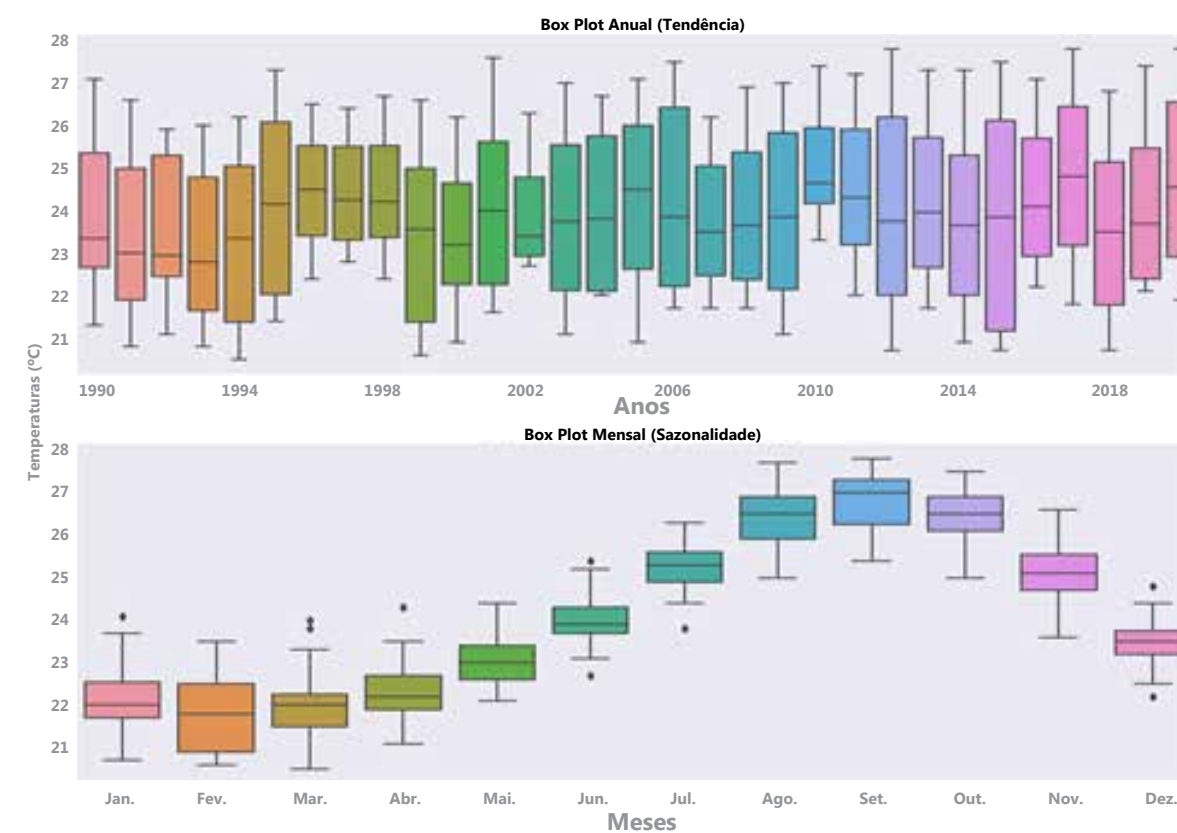 Box Plot Anual (Tendência)
28
27
26
25
24
23
22
21
1990 1994 1998 2002 2006 2010 2014 2018
Anos
Temperaturas (°C)
Box Plot Mensal (Sazonalidade)
28
27
26
25
24
23
22
21
Jan. Fev. Mar. Abr. Mai. Jun. Jul. Ago. Set. Out. Nov. Dez.
Meses